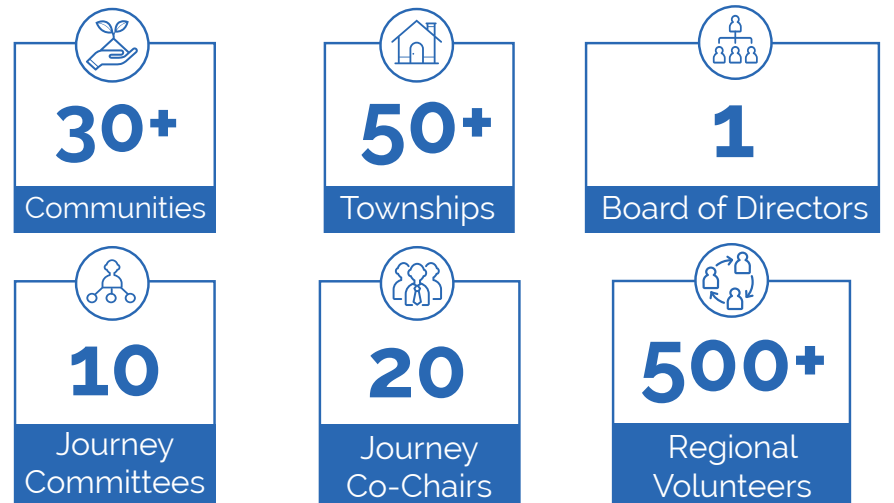 30+
Communities
50+
Townships
1
Board of Directors
10
Journey
Committees
20
Journey
Co-Chairs
500+
Regional
Volunteers